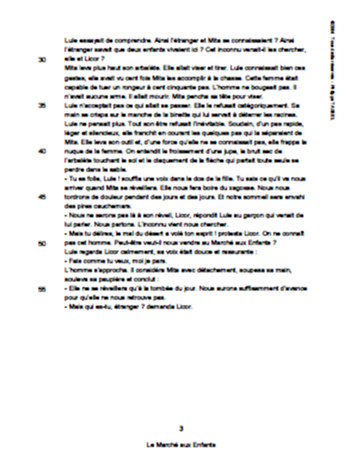 Luie essayait de comprendre. Ainsi l'étranger et Mita se connaissaient ? Ainsi
l'étranger savait que deux enfants vivaient ici ? Cet inconnu venait-il les chercher,
30 elle et Licor ?
Mita leva plus haut son arbalète. Elle allait viser et tirer. Luie connaissait bien ces
gestes, elle avait vu cent fois Mita les accomplir à la chasse. Cette femme était
capable de tuer un rongeur à cent cinquante pas. L'homme ne bougeait pas. Il
n'avait aucune arme. Il allait mourir. Mita pencha sa tête pour viser.
35 Luie n'acceptait pas ce qui allait se passer. Elle le refusait catégoriquement. Sa
main se crispa sur le manche de la binette qui lui servait à déterrer les racines.
Luie ne pensait plus. Tout son être refusait l'inévitable. Soudain, d'un pas rapide,
léger et silencieux, elle franchit en courant les quelques pas qui la séparaient de
Mita. Elle leva son outil et, d'une force qu'elle ne se connaissait pas, elle frappa la
40 nuque de la femme. On entendit le froissement d'une jupe, le bruit sec de
l'arbalète touchant le sol et le claquement de la flèche qui partait toute seule se
perdre dans le sable.
- Tu es folle, Luie ! souffla une voix dans le dos de la fille. Tu sais ce qu'il va nous
arriver quand Mita se réveillera. Elle nous fera boire du vagosse. Nous nous
45 tordrons de douleur pendant des jours et des jours. Et notre sommeil sera envahi
des pires cauchemars.
- Nous ne serons pas là à son réveil, Licor, répondit Luie au garçon qui venait de
lui parler. Nous partons. L'inconnu vient nous chercher.
- Mais tu délires, le mal du désert a volé ton esprit ! protesta Licor. On ne connaît
50 pas cet homme. Peut-être veut-il nous vendre au Marché aux Enfants ?
Luie regarda Licor calmement, sa voix était douce et rassurante :
- Fais comme tu veux, moi je pars.
L'homme s'approcha. Il considéra Mita avec détachement, soupesa sa main,
souleva sa paupière et conclut :
55 - Elle ne se réveillera qu'à la tombée du jour. Nous aurons suffisamment d'avance
pour qu'elle ne nous retrouve pas.
- Mais qui es-tu, étranger ? demanda Licor.
3
Le Marché aux Enfants